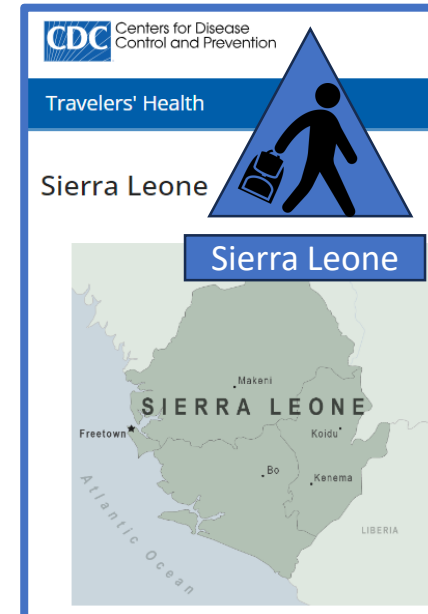 CDC Centers for Disease
Control and Prevention
Travelers' Health
Sierra Leone
Sierra Leone
Makeni
SIERRA LEONE
Freetown
Koidu
Bo
Kenema
LIBERIA
Atlantic Ocean